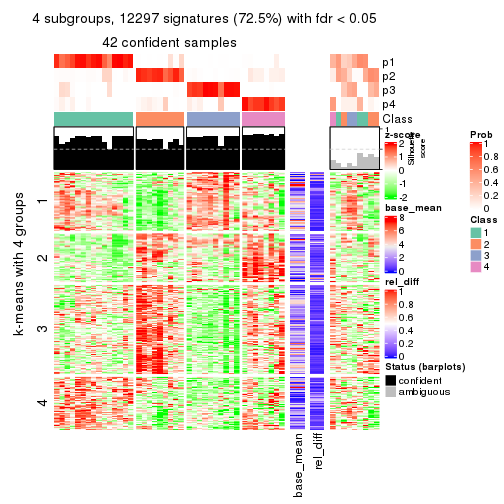 4 subgroups, 12297 signatures (72.5%) with fdr < 0.05
42 confident samples
p1
p2
p3
p4
Class
1
0
Silhouette score
k-means with 4 groups
1
2
3
4
base_mean
rel_diff
z-score
2
1
0
-1
-2
base_mean
8
6
4
2
0
rel_diff
1
0.8
0.6
0.4
0.2
0
Status (barplots)
confident
ambiguous
Prob
1
0.8
0.6
0.4
0.2
0
Class
1
2
3
4